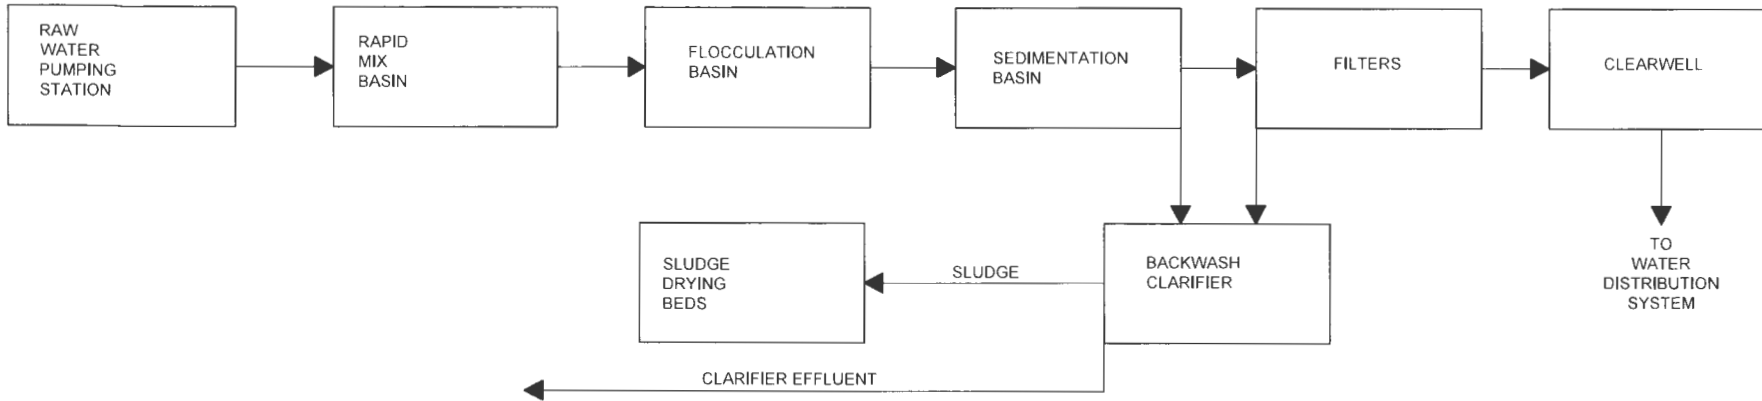 RAW
WATER
PUMPING
STATION
RAPID
MIX
BASIN
FLOCCULATION
BASIN
SEDIMENTATION
BASIN
FILTERS
CLEARWELL
SLUDGE
DRYING
BEDS
SLUDGE
BACKWASH
CLARIFIER
TO
WATER
DISTRIBUTION
SYSTEM
CLARIFIER EFFLUENT